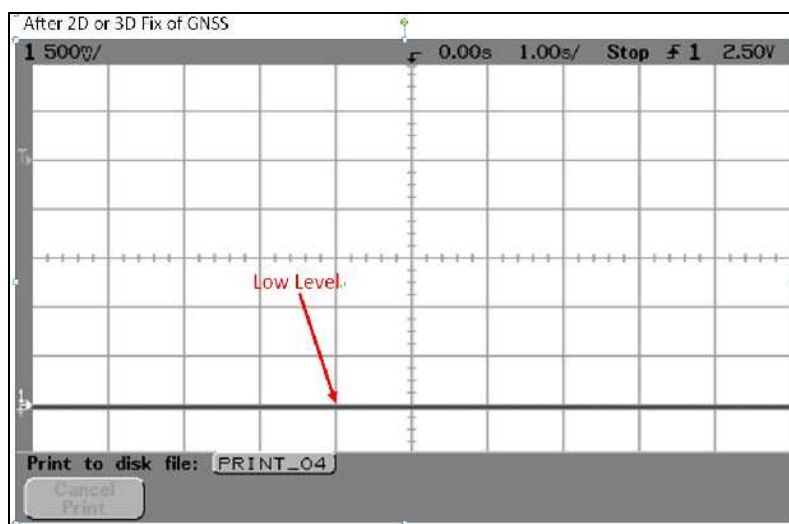 After 2D or 3D Fix of GNSS
1 500mV/ 0.00s 1.00s/ Stop 1 2.50V
T
Low Level
1
Print to disk file: PRINT_04
Cancel
Print